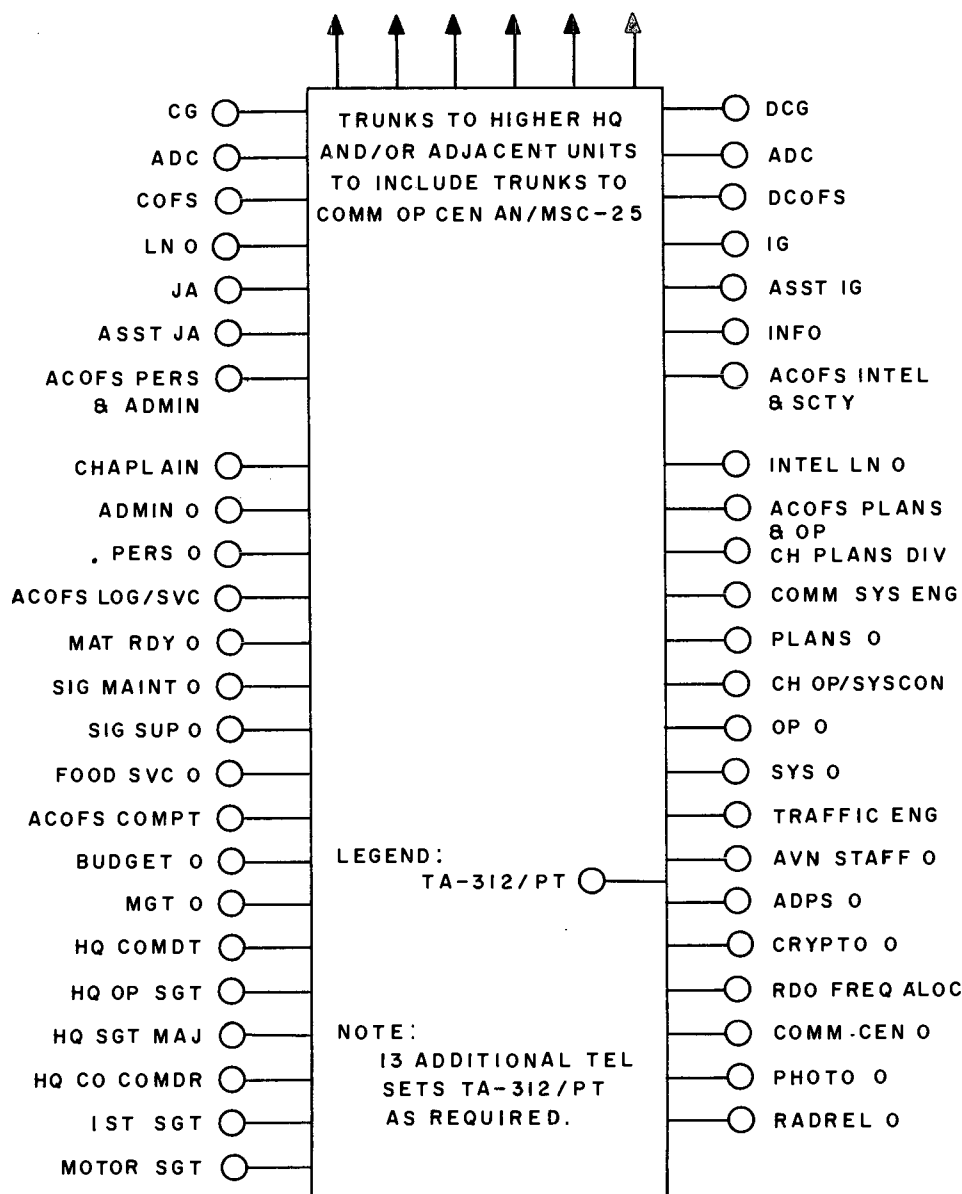 TRUNKS TO HIGHER HQ
AND/OR ADJACENT UNITS
TO INCLUDE TRUNKS TO
COMM OP CEN AN/MSC-25
CG
ADC
COFS
LN O
JA
ASST JA
ACOFS PERS
& ADMIN
CHAPLAIN
ADMIN O
PERS O
ACOFS LOG/SVC
MAT RDY O
SIG MAINT O
SIG SUP O
FOOD SVC O
ACOFS COMPT
BUDGET O
MGT O
HQ COMDT
HQ OP SGT
HQ SGT MAJ
HQ CO COMDR
1ST SGT
MOTOR SGT
LEGEND:
TA-312/PT
NOTE:
13 ADDITIONAL TEL
SETS TA-312/PT
AS REQUIRED.
DCG
ADC
DCOFS
IG
ASST IG
INFO
ACOFS INTEL
& SCTY
INTEL LN O
ACOFS PLANS
& OP
CH PLANS DIV
COMM SYS ENG
PLANS O
CH OP/SYSCON
OP O
SYS O
TRAFFIC ENG
AVN STAFF O
ADPS O
CRYPTO O
RDO FREQ ALOC
COMM-CEN O
PHOTO O
RADREL O